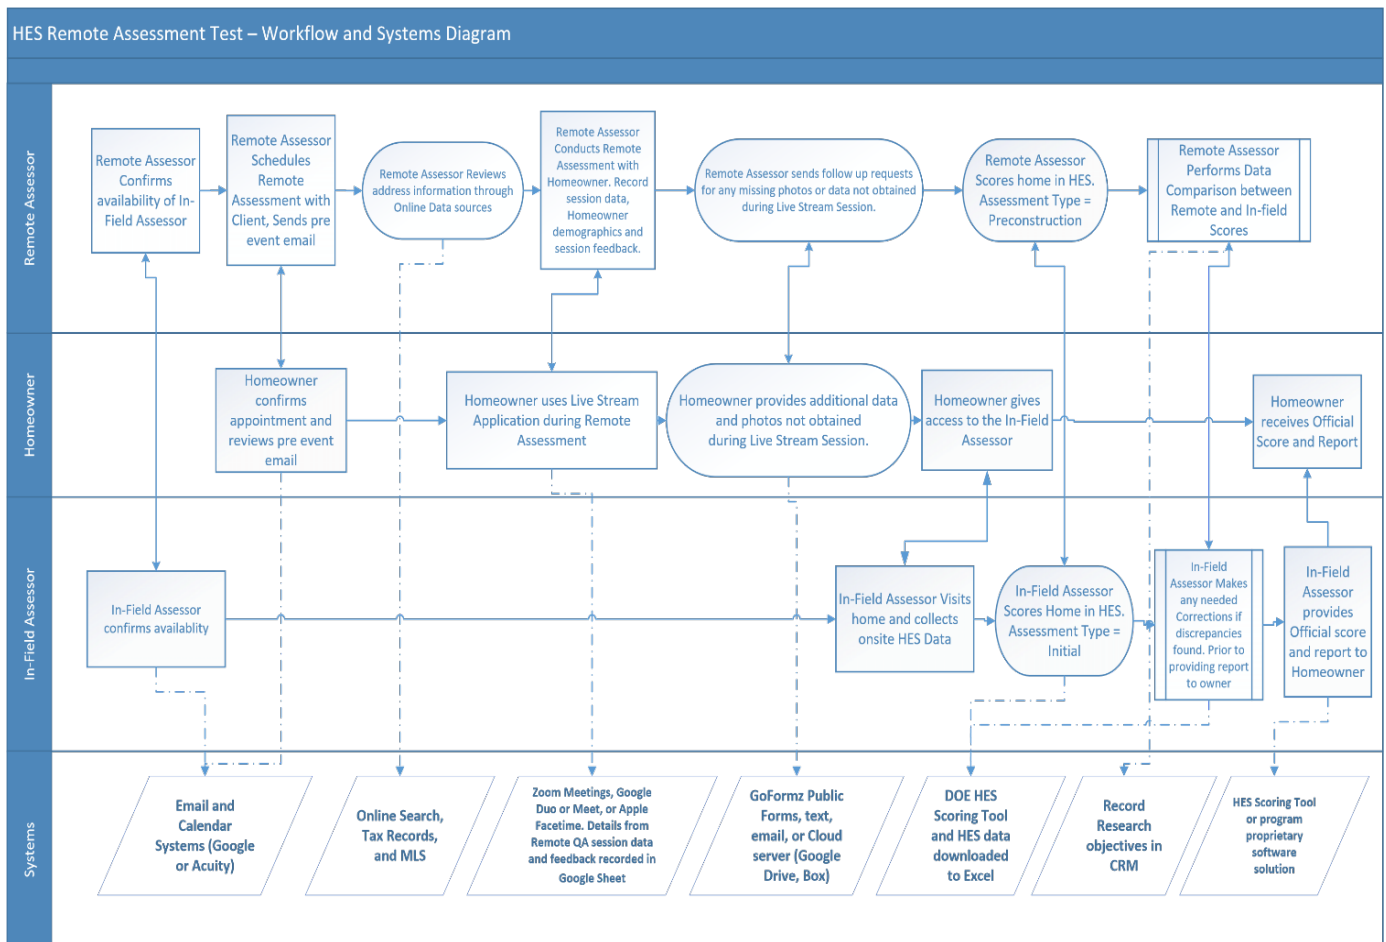 HES Remote Assessment Test – Workflow and Systems Diagram
Remote Assessor
Remote Assessor
Confirms
availability of In-
Field Assessor
Remote Assessor
Schedules
Remote
Assessment with
Client, Sends pre
event email
Remote Assessor Reviews
address information through
Online Data sources
Remote Assessor
Conducts Remote
Assessment with
Homeowner. Record
session data,
Homeowner
demographics and
session feedback.
Remote Assessor sends follow up requests
for any missing photos or data not obtained
during Live Stream Session.
Remote Assessor
Scores home in HES.
Assessment Type =
Preconstruction
Remote Assessor
Performs Data
Comparison between
Remote and In-field
Scores
Homeowner
Homeowner
confirms
appointment and
reviews pre event
email
Homeowner uses Live Stream
Application during Remote
Assessment
Homeowner provides additional data
and photos not obtained
during Live Stream Session.
Homeowner gives
access to the In-Field
Assessor
Homeowner
receives Official
Score and Report
In-Field Assessor
In-Field Assessor
confirms availablity
In-Field Assessor Visits
home and collects
onsite HES Data
In-Field Assessor
Scores Home in HES.
Assessment Type =
Initial
In-Field
Assessor Makes
any needed
Corrections if
discrepancies
found. Prior to
providing report
to owner
In-Field
Assessor
provides
Official score
and report to
Homeowner
Systems
Email and
Calendar
Systems (Google
or Acuity)
Online Search,
Tax Records,
and MLS
Zoom Meetings, Google
Duo or Meet, or Apple
Facetime. Details from
Remote QA session data
and feedback recorded in
Google Sheet
GoFormz Public
Forms, text,
email, or Cloud
server (Google
Drive, Box)
DOE HES
Scoring Tool
and HES data
downloaded
to Excel
Record
Research
objectives in
CRM
HES Scoring Tool
or program
proprietary
software
solution